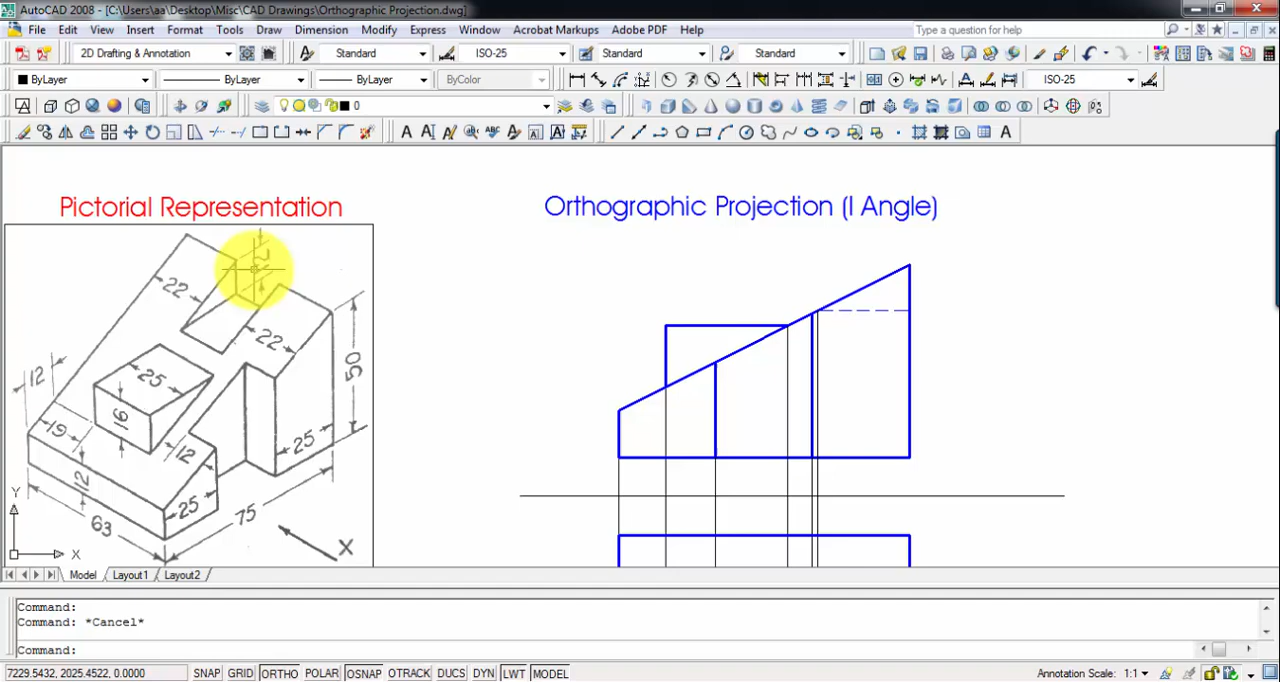 AutoCAD 2008 - [C:\Users\aa\Desktop\Misc\CAD Drawings\Orthographic Projection.dwg]
File Edit View Insert Format Tools Draw Dimension Modify Express Window Acrobat Markups Adobe PDF Help Type a question for help
2D Drafting & Annotation Standard ISO-25 Standard Standard
ByLayer ByLayer ByLayer ByColor ISO-25
0
Pictorial Representation
Orthographic Projection (I Angle)
12
22
22
50
12
25
16
19
12
25
12
25
75
63
X
Y
X
Model Layout1 Layout2
Command:
Command: *Cancel*
Command:
7229.5432, 2025.4522, 0.0000 SNAP GRID ORTHO POLAR OSNAP OTRACK DUCS DYN LWT MODEL Annotation Scale: 1:1